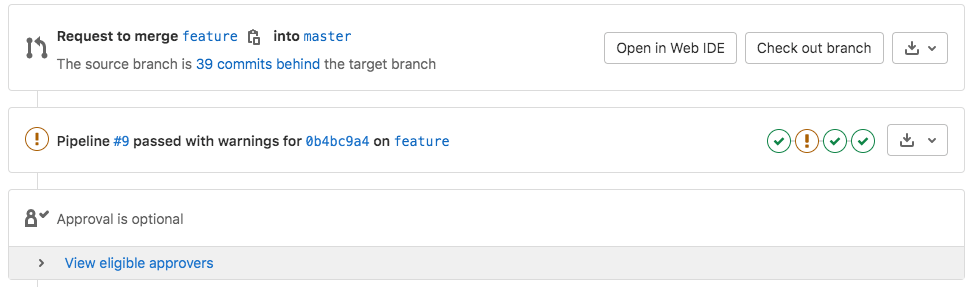 Request to merge feature into master
Open in Web IDE
Check out branch
The source branch is 39 commits behind the target branch
Pipeline #9 passed with warnings for 0b4bc9a4 on feature
Approval is optional
View eligible approvers